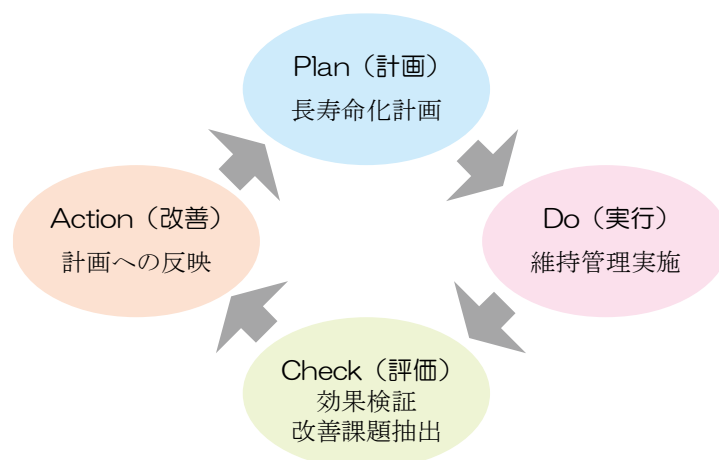 Plan（計画）
長寿命化計画
Do（実行）
維持管理実施
Check（評価）
効果検証
改善課題抽出
Action（改善）
計画への反映